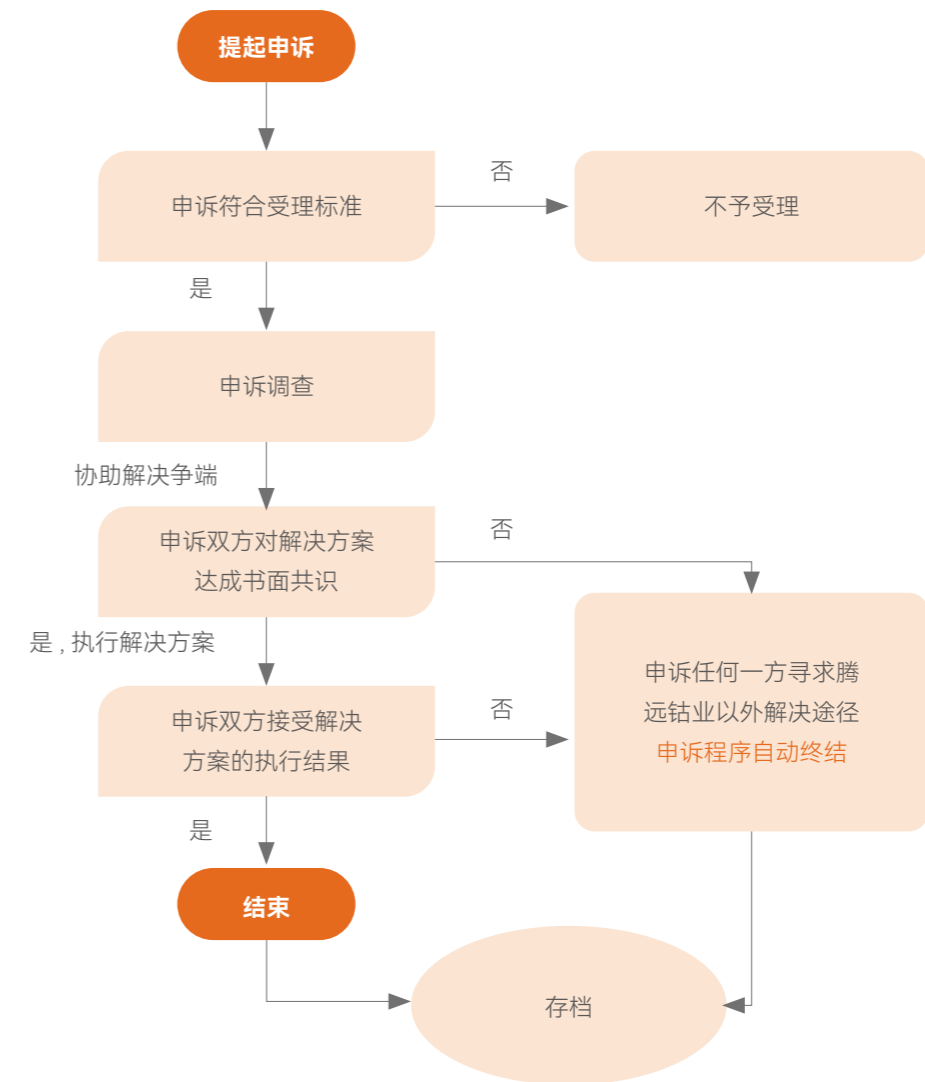 提起申诉
申诉符合受理标准
否
不予受理
是
申诉调查
协助解决争端
申诉双方对解决方案
达成书面共识
否
是 , 执行解决方案
申诉双方接受解决
方案的执行结果
否
申诉任何一方寻求腾
远钴业以外解决途径
申诉程序自动终结
是
结束
存档